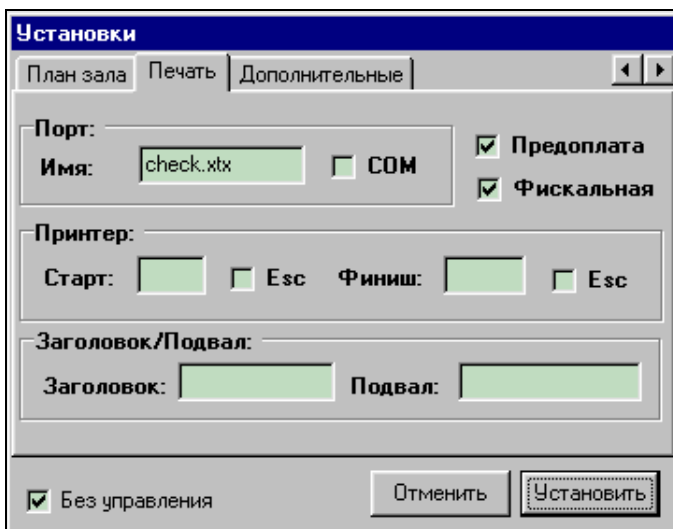 Установки
План зала Печать Дополнительные
Порт:
Имя: check.xtx COM
Предоплата
Фискальная
Принтер:
Старт: Esc Финиш: Esc
Заголовок/Подвал:
Заголовок: Подвал:
Без управления Отменить Установить